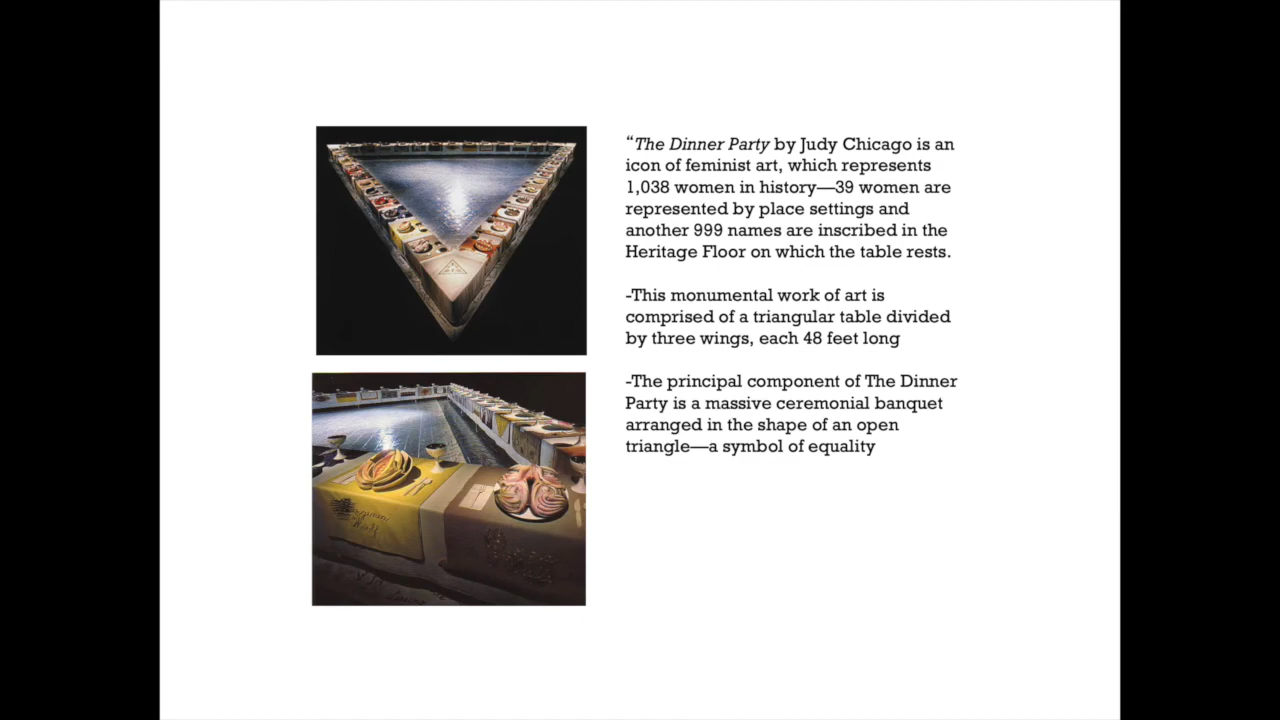 “The Dinner Party by Judy Chicago is an
icon of feminist art, which represents
1,038 women in history—39 women are
represented by place settings and
another 999 names are inscribed in the
Heritage Floor on which the table rests.
-This monumental work of art is
comprised of a triangular table divided
by three wings, each 48 feet long
-The principal component of The Dinner
Party is a massive ceremonial banquet
arranged in the shape of an open
triangle—a symbol of equality